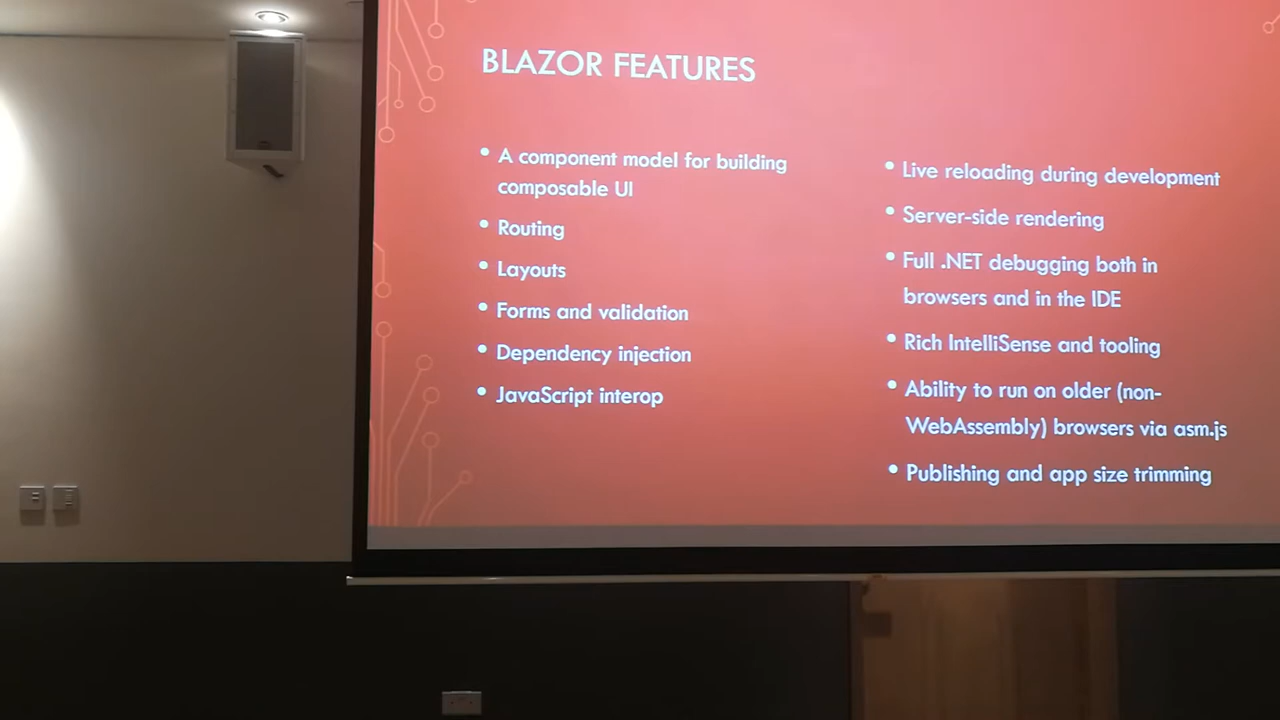 BLAZOR FEATURES
• A component model for building
composable UI
• Routing
• Layouts
• Forms and validation
• Dependency injection
• JavaScript interop
• Live reloading during development
• Server-side rendering
• Full .NET debugging both in
browsers and in the IDE
• Rich IntelliSense and tooling
• Ability to run on older (non-
WebAssembly) browsers via asm.js
• Publishing and app size trimming